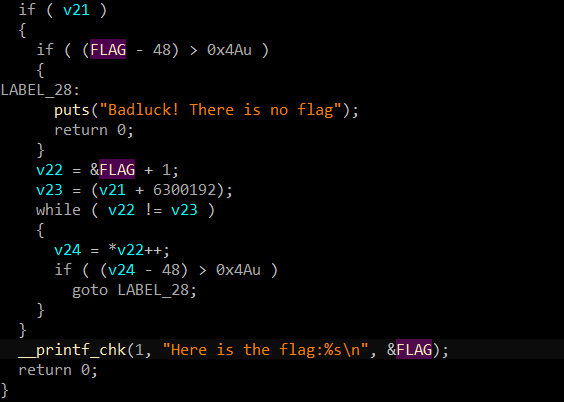 if ( v21 )
{
if ( (FLAG - 48) > 0x4Au )
{
LABEL_28:
puts("Badluck! There is no flag");
return 0;
}
v22 = &FLAG + 1;
v23 = (v21 + 6300192);
while ( v22 != v23 )
{
v24 = *v22++;
if ( (v24 - 48) > 0x4Au )
goto LABEL_28;
}
}
__printf_chk(1, "Here is the flag:%s\n", &FLAG);
return 0;
}